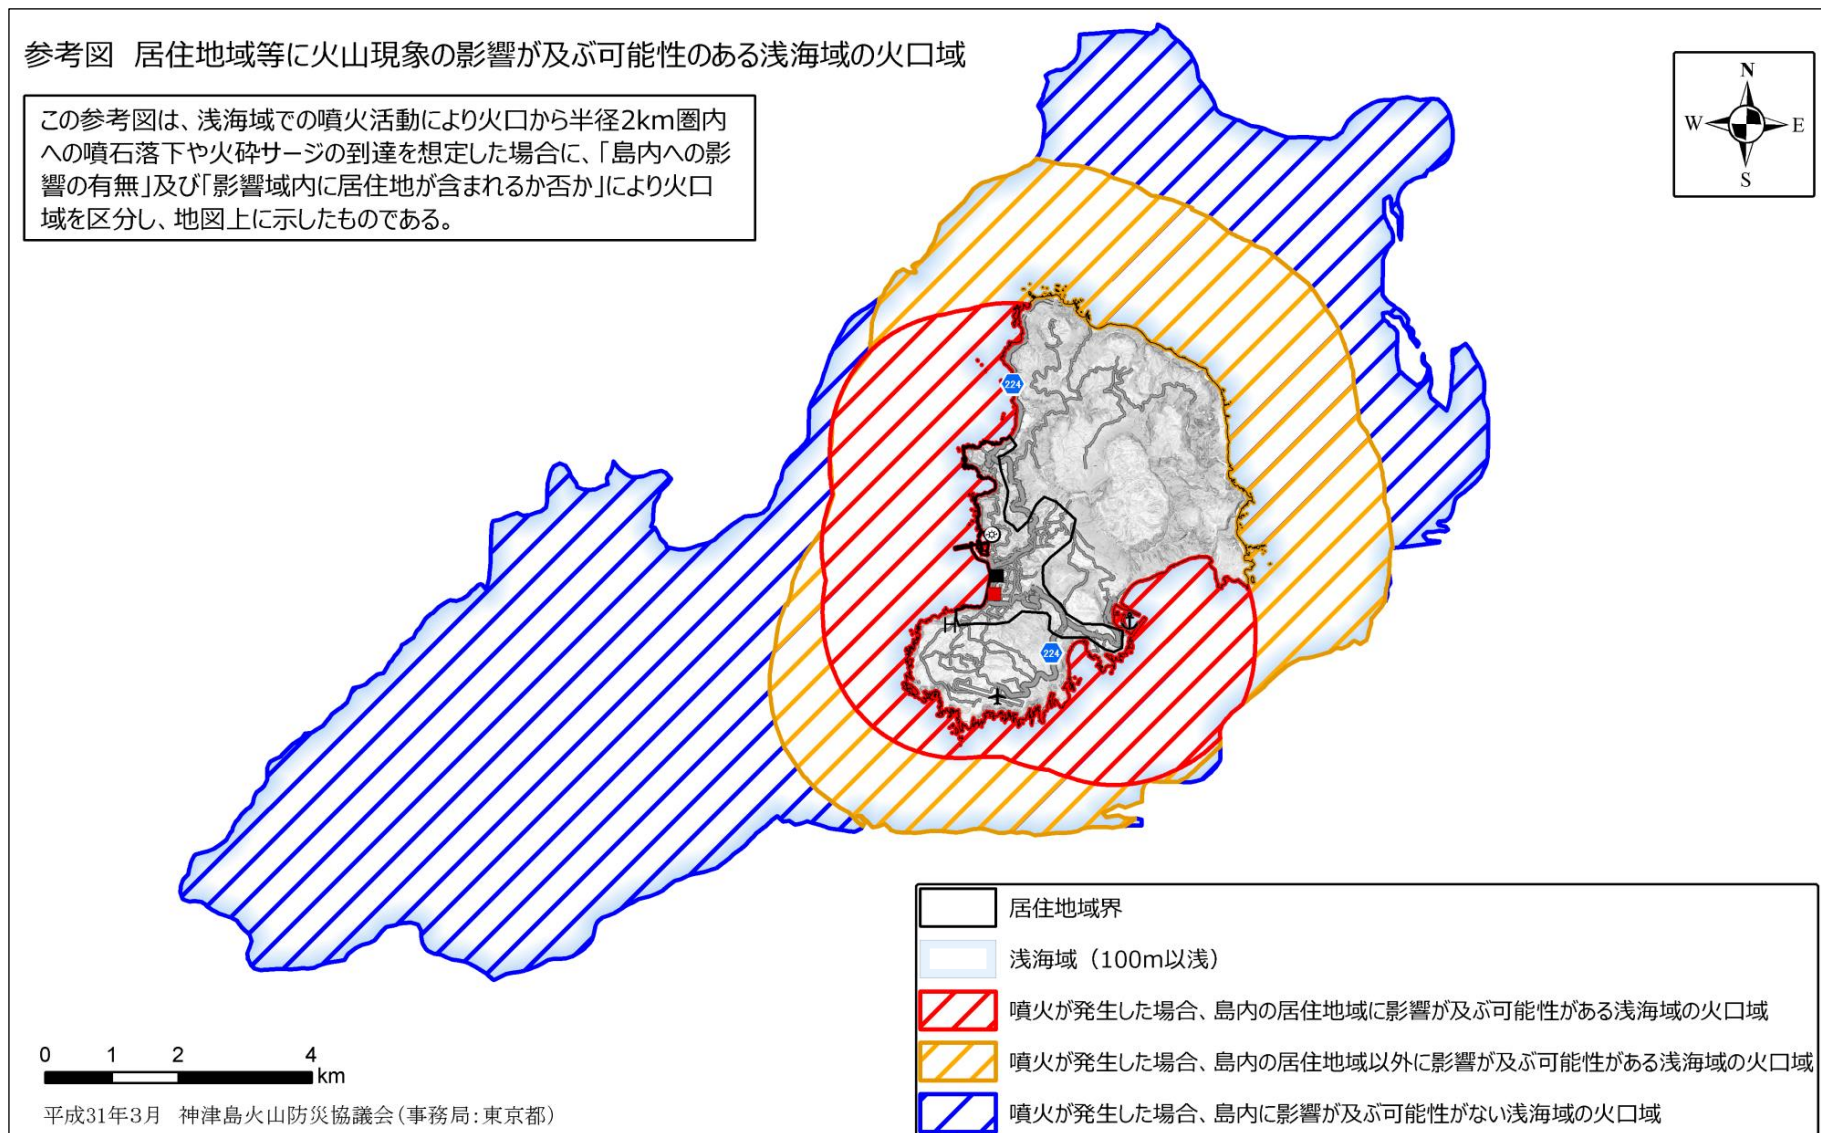 参考図 居住地域等に火山現象の影響が及ぶ可能性のある浅海域の火口域
この参考図は、浅海域での噴火活動により火口から半径2km圏内
への噴石落下や火砕サージの到達を想定した場合に、「島内への影
響の有無」及び「影響域内に居住地が含まれるか否か」により火口
域を区分し、地図上に示したものである。
N
W
E
S
224
H
224
居住地域界
浅海域（100m以浅）
噴火が発生した場合、島内の居住地域に影響が及ぶ可能性がある浅海域の火口域
噴火が発生した場合、島内の居住地域以外に影響が及ぶ可能性がある浅海域の火口域
噴火が発生した場合、島内に影響が及ぶ可能性がない浅海域の火口域
0 1 2 4
km
平成31年3月 神津島火山防災協議会（事務局：東京都）